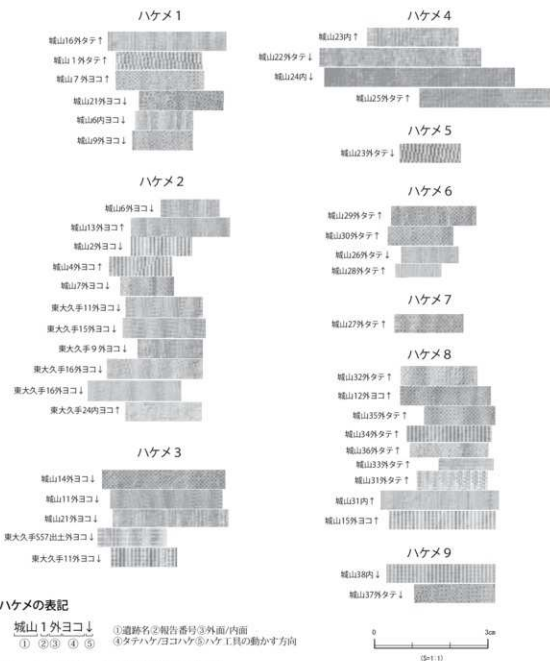 ハケメ1
城山16外タテ↓
城山1外タテ↓
城山7外ヨコ↑
城山21外ヨコ↓
城山6内ヨコ↓
城山9外ヨコ↓
ハケメ2
城山6外ヨコ↓
城山13外ヨコ↑
城山2外ヨコ↓
城山4外ヨコ↑
城山7外ヨコ↓
東大久手11外ヨコ↓
東大久手15外ヨコ↓
東大久手9外ヨコ↓
東大久手16外ヨコ↓
東大久手16外ヨコ↓
東大久手24内ヨコ↑
ハケメ3
城山14外ヨコ↓
城山11外ヨコ↓
城山21外ヨコ↓
東大久手SS7出土外ヨコ↓
東大久手11外ヨコ↓
ハケメ4
城山23内↑
城山22外タテ↓
城山24内↓
城山25外タテ↑
ハケメ5
城山23外タテ↓
ハケメ6
城山29外タテ↑
城山30外タテ↑
城山26外タテ↓
城山28外タテ↑
ハケメ7
城山27外タテ↑
ハケメ8
城山32外タテ↑
城山12外ヨコ↑
城山35外タテ↑
城山34外タテ↑
城山36外タテ↑
城山33外タテ↑
城山31外タテ↓
城山31内↑
城山15外ヨコ↑
ハケメ9
城山38内↓
城山37外タテ↓
0 3㎝
(S=1:1)
ハケメの表記
城山1外ヨコ↓
① ②③ ④ ⑤
①遺跡名②報告番号③外面/内面
④タテハケ/ヨコハケ⑤ハケ工具の動かす方向